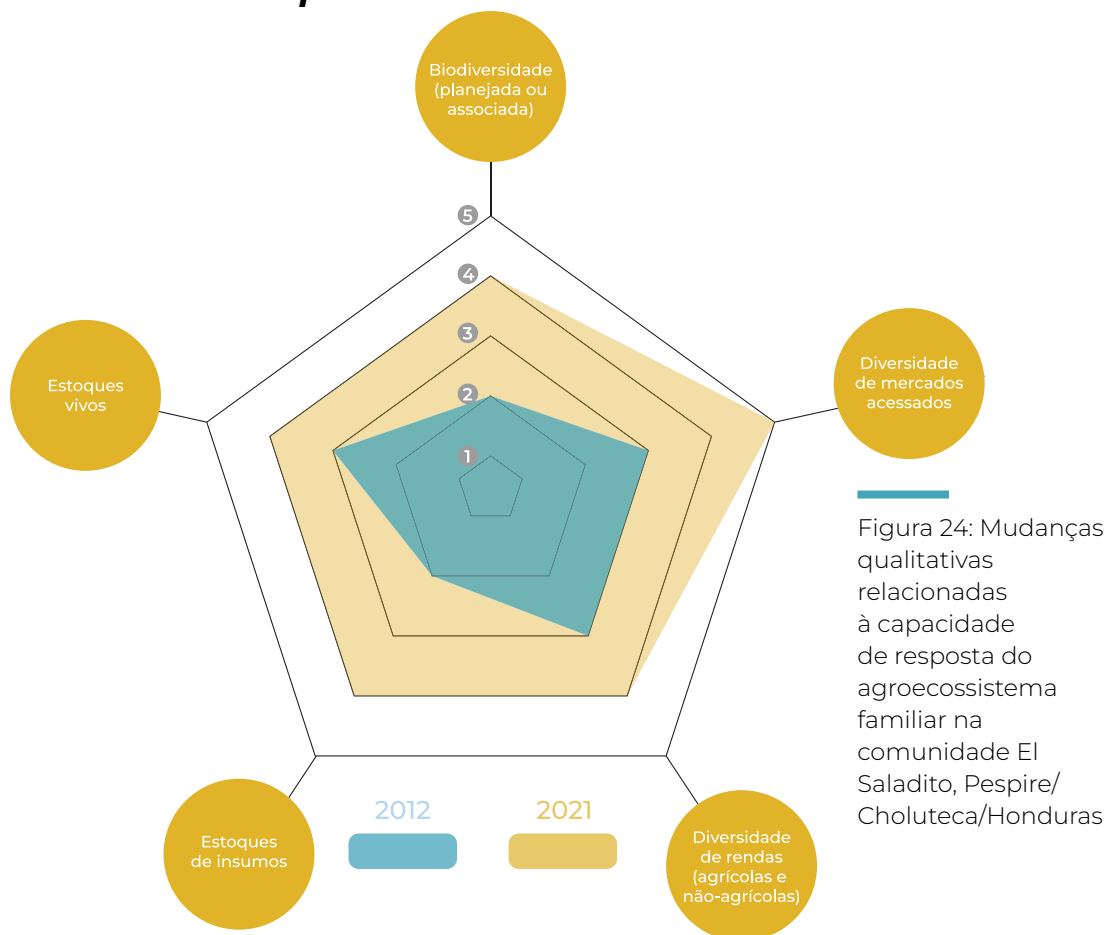 Biodiversidade
(planejada ou
associada)
5
4
3
2
1
Estoques
vivos
Diversidade
de mercados
acessados
Figura 24: Mudanças
qualitativas
relacionadas
à capacidade
de resposta do
agroecossistema
familiar na
comunidade El
Saladito, Pespire/
Choluteca/Honduras
Estoques
de insumos
2012
2021
Diversidade
de rendas
(agrícolas e
não-agrícolas)